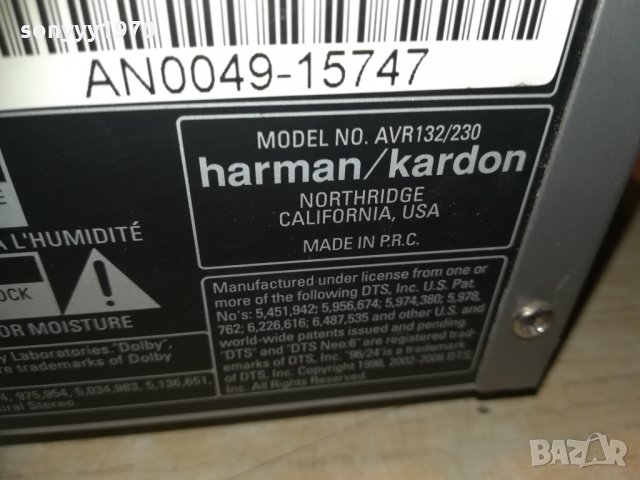 sonyyy1970
AN0049-15747
MODEL NO. AVR132/230
harman/kardon
NORTHRIDGE
CALIFORNIA, USA
MADE IN P.R.C.
À L'HUMIDITÉ
OCK
OR MOISTURE
y Laboratories. "Dolby",
re trademarks of Dolby
4, 975,954, 5,034,983, 5,136,651,
ural Stereo.
Manufactured under license from one or
more of the following DTS, Inc. U.S. Pat.
No's: 5,451,942; 5,956,674; 5,974,380; 5,978,
762; 6,226,616; 6,487,535 and other U.S. and
world-wide patents issued and pending.
"DTS" and "DTS Neo:6" are registered
trademarks of DTS, Inc. "96/24" is a trademark
of DTS, Inc. Copyright 1996, 2002-2006 DTS,
Inc. All Rights Reserved.
BAZAR
bg